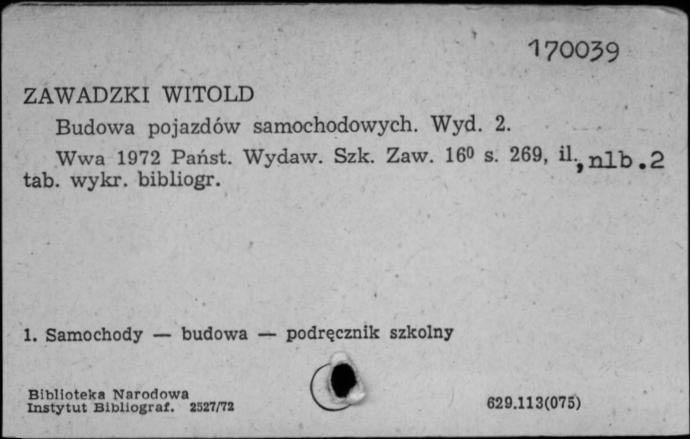 170039
ZAWADZKI WITOLD
Budowa pojazdów samochodowych. Wyd. 2.
Wwa 1972 Państ. Wydaw. Szk. Zaw. 16⁰ s. 269, il., nlb.2
tab. wykr. bibliogr.
1. Samochody — budowa — podręcznik szkolny
Biblioteka Narodowa
Instytut Bibliograf. 2527/72
629.113(075)